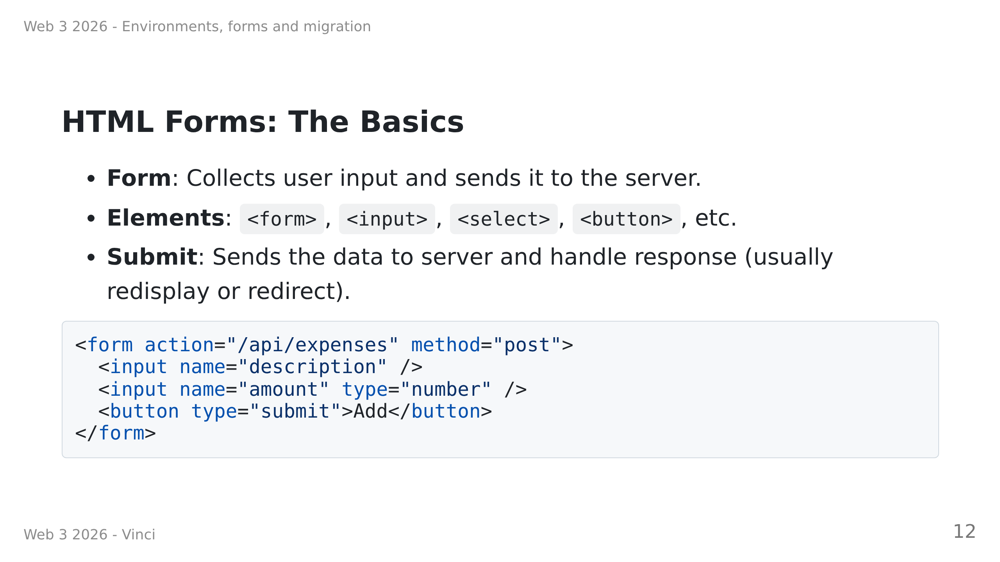 Web 3 2026 - Environments, forms and migration
HTML Forms: The Basics
• Form: Collects user input and sends it to the server.
• Elements: <form>, <input>, <select>, <button>, etc.
• Submit: Sends the data to server and handle response (usually
redisplay or redirect).
<form action="/api/expenses" method="post">
  <input name="description" />
  <input name="amount" type="number" />
  <button type="submit">Add</button>
</form>
Web 3 2026 - Vinci
12